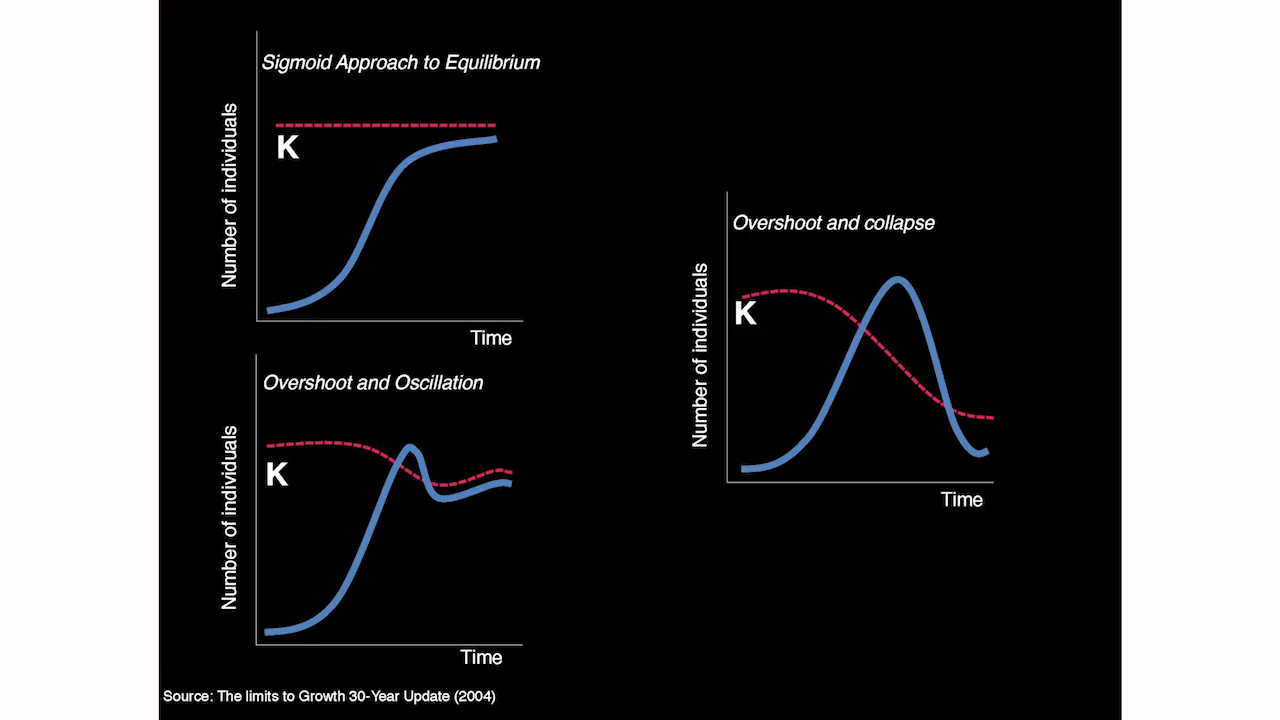 Sigmoid Approach to Equilibrium
K
Number of individuals
Time
Overshoot and Oscillation
K
Number of individuals
Time
Overshoot and collapse
K
Number of individuals
Time
Source: The limits to Growth 30-Year Update (2004)